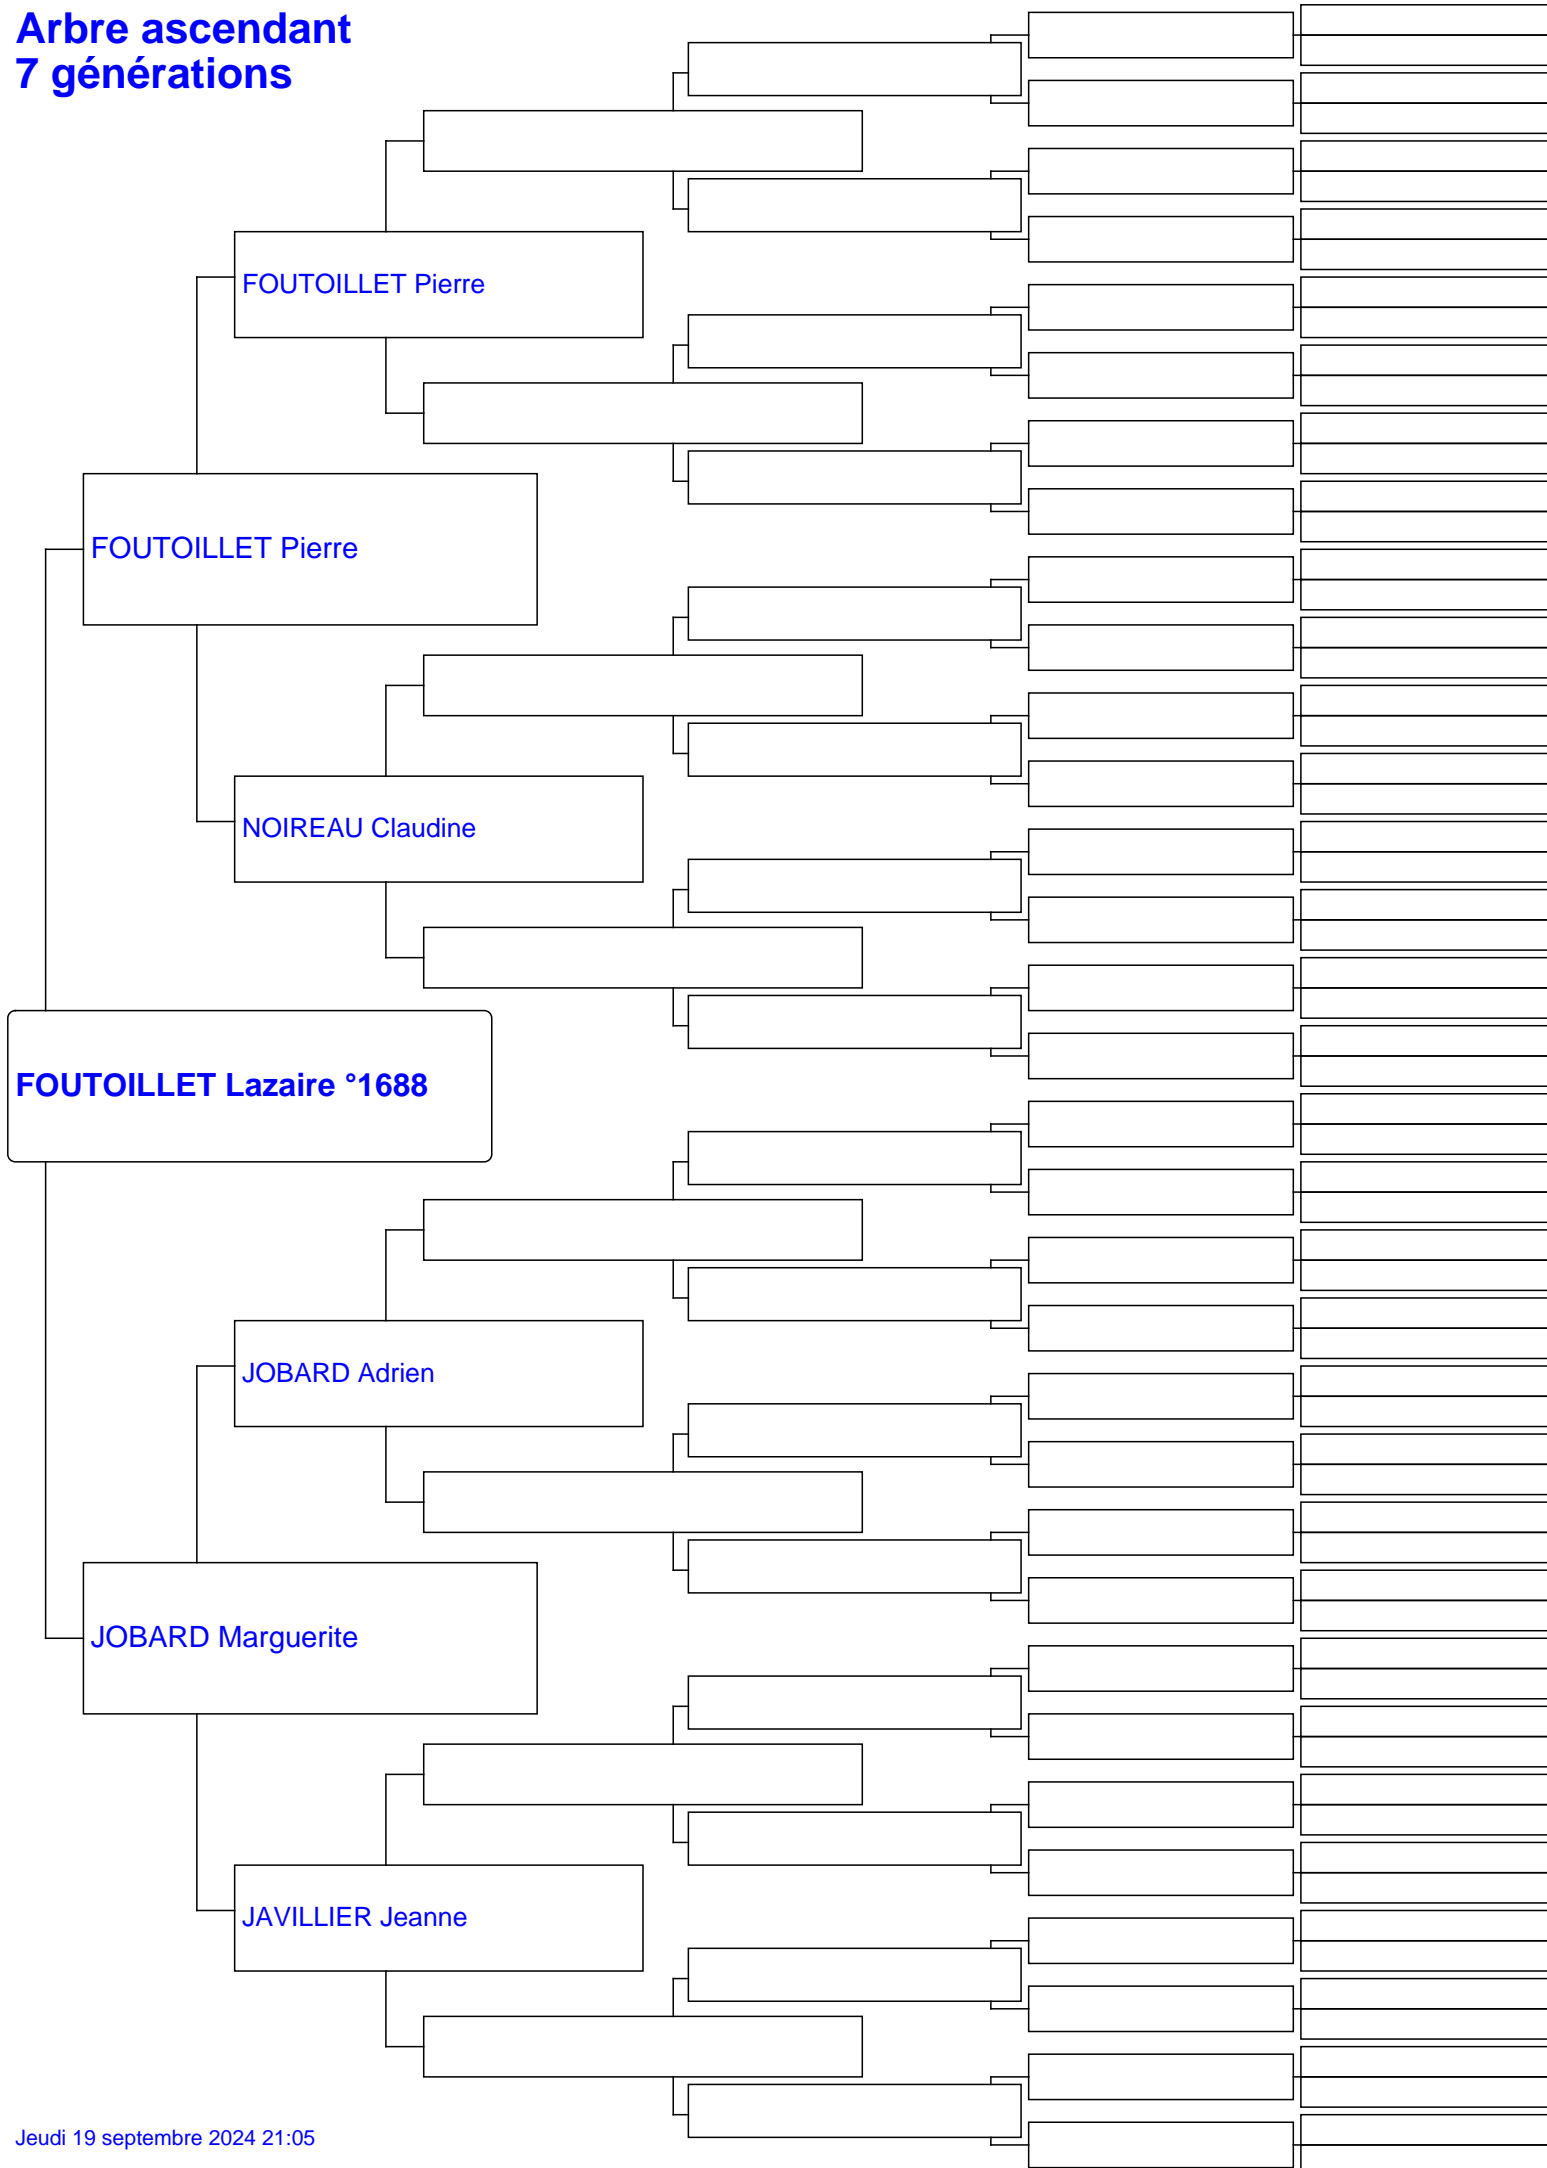 Arbre ascendant
7 générations
FOUTOILLET Pierre
FOUTOILLET Pierre
NOIREAU Claudine
FOUTOILLET Lazaire °1688
JOBARD Adrien
JOBARD Marguerite
JAVILLIER Jeanne
Jeudi 19 septembre 2024 21:05